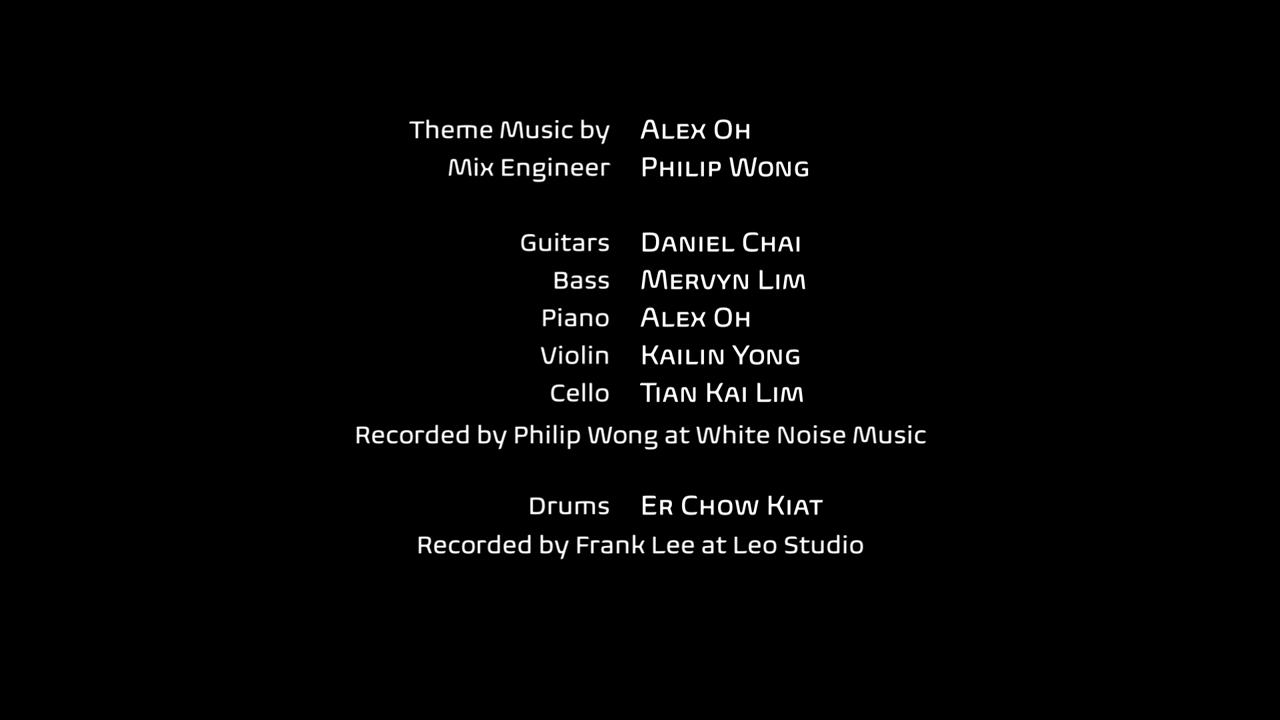 Theme Music by Alex Oh
Mix Engineer Philip Wong
Guitars Daniel Chai
Bass Mervyn Lim
Piano Alex Oh
Violin Kailin Yong
Cello Tian Kai Lim
Recorded by Philip Wong at White Noise Music
Drums Er Chow Kiat
Recorded by Frank Lee at Leo Studio